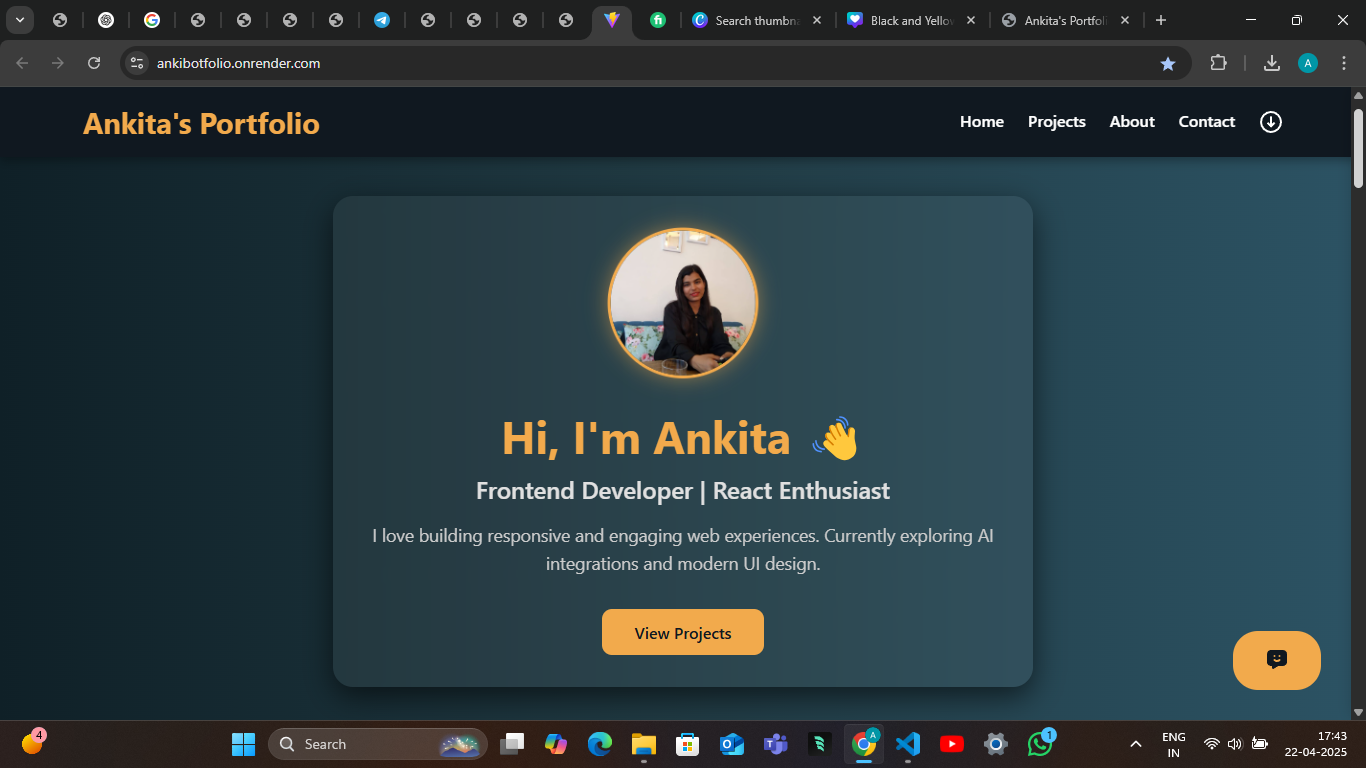 Search thumbna
Black and Yellov
Ankita's Portfoli
ankibotfolio.onrender.com
A
Ankita's Portfolio
Home
Projects
About
Contact
Hi, I'm Ankita 👋
Frontend Developer | React Enthusiast
I love building responsive and engaging web experiences. Currently exploring AI
integrations and modern UI design.
View Projects
4
Search
A
1
ENG
IN
17:43
22-04-2025